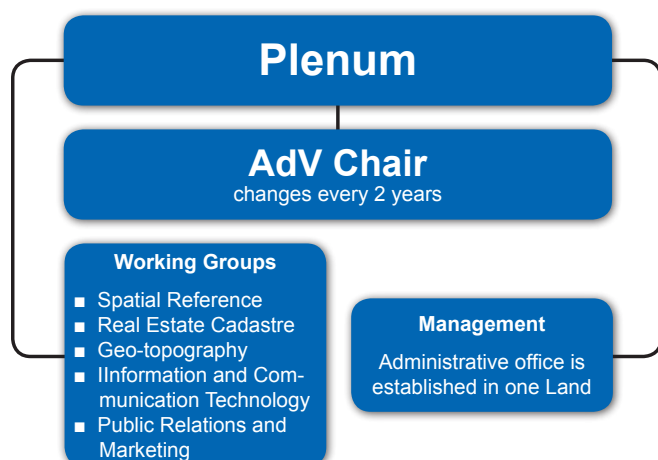 Plenum
AdV Chair
changes every 2 years
Working Groups
■ Spatial Reference
■ Real Estate Cadastre
■ Geo-topography
■ IInformation and Com-
munication Technology
■ Public Relations and
Marketing
Management
Administrative office is
established in one Land